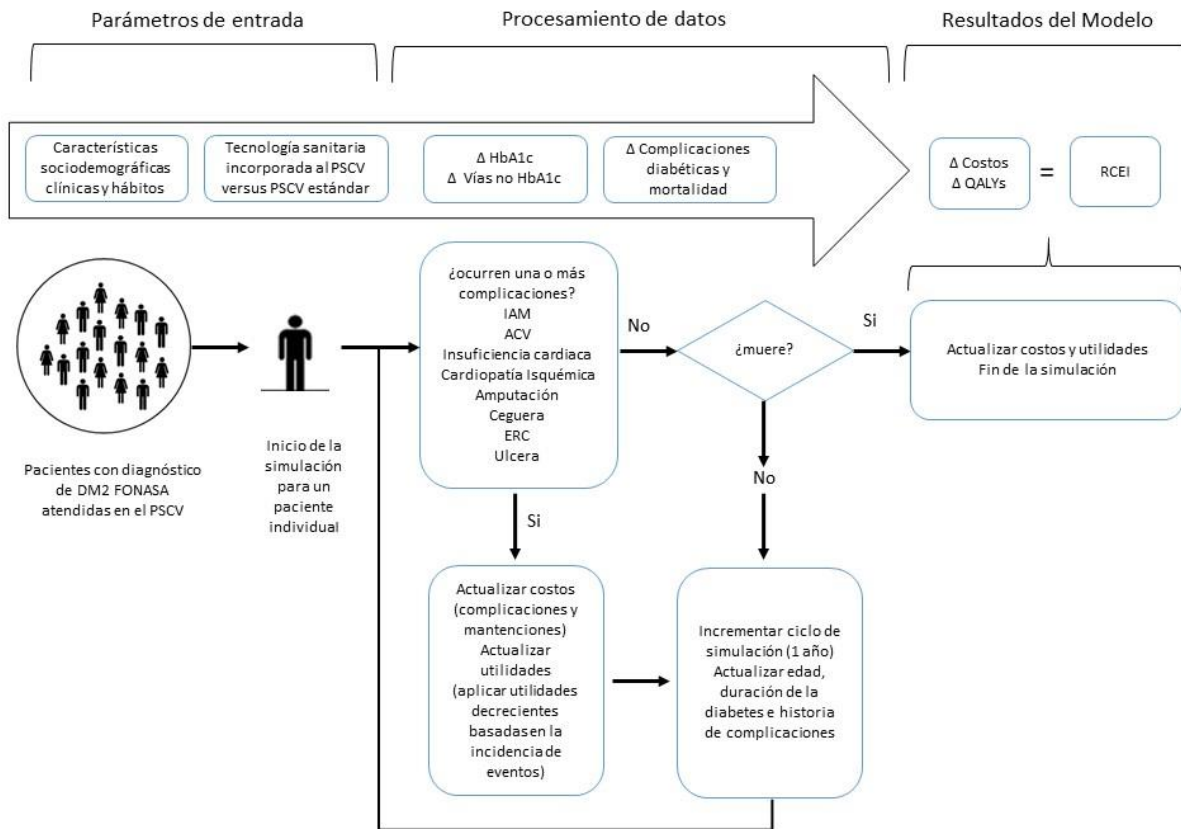 Parámetros de entrada
Procesamiento de datos
Resultados del Modelo
Características
sociodemográficas
clínicas y hábitos
Tecnología sanitaria
incorporada al PSCV
versus PSCV estándar
Δ HbA1c
Δ Vías no HbA1c
Δ Complicaciones
diabéticas y
mortalidad
Δ Costos
Δ QALYs
=
RCEI
Pacientes con diagnóstico
de DM2 FONASA
atendidas en el PSCV
Inicio de la
simulación
para un
paciente
individual
¿ocurren una o más
complicaciones?
IAM
ACV
Insuficiencia cardiaca
Cardiopatía Isquémica
Amputación
Ceguera
ERC
Ulcera
No
¿muere?
Si
Actualizar costos y utilidades
Fin de la simulación
Si
No
Actualizar costos
(complicaciones y
mantenciones)
Actualizar
utilidades
(aplicar utilidades
decrecientes
basadas en la
incidencia de
eventos)
Incrementar ciclo de
simulación (1 año)
Actualizar edad,
duración de la
diabetes e historia
de complicaciones